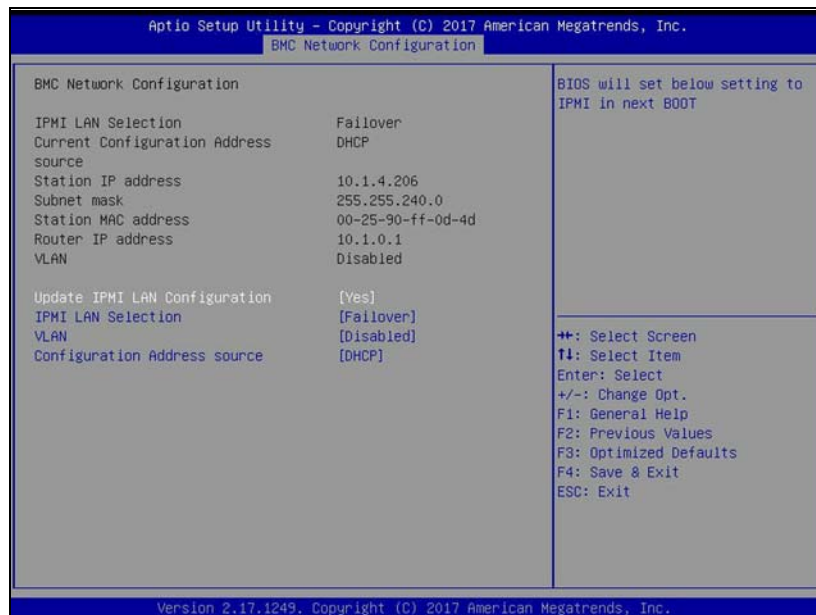 Aptio Setup Utility – Copyright (C) 2017 American Megatrends, Inc.
BMC Network Configuration
BMC Network Configuration
IPMI LAN Selection Failover
Current Configuration Address DHCP
source
Station IP address 10.1.4.206
Subnet mask 255.255.240.0
Station MAC address 00-25-90-ff-0d-4d
Router IP address 10.1.0.1
VLAN Disabled
Update IPMI LAN Configuration [Yes]
IPMI LAN Selection [Failover]
VLAN [Disabled]
Configuration Address source [DHCP]
BIOS will set below setting to
IPMI in next BOOT
→←: Select Screen
↑↓: Select Item
Enter: Select
+/-: Change Opt.
F1: General Help
F2: Previous Values
F3: Optimized Defaults
F4: Save & Exit
ESC: Exit
Version 2.17.1249. Copyright (C) 2017 American Megatrends, Inc.